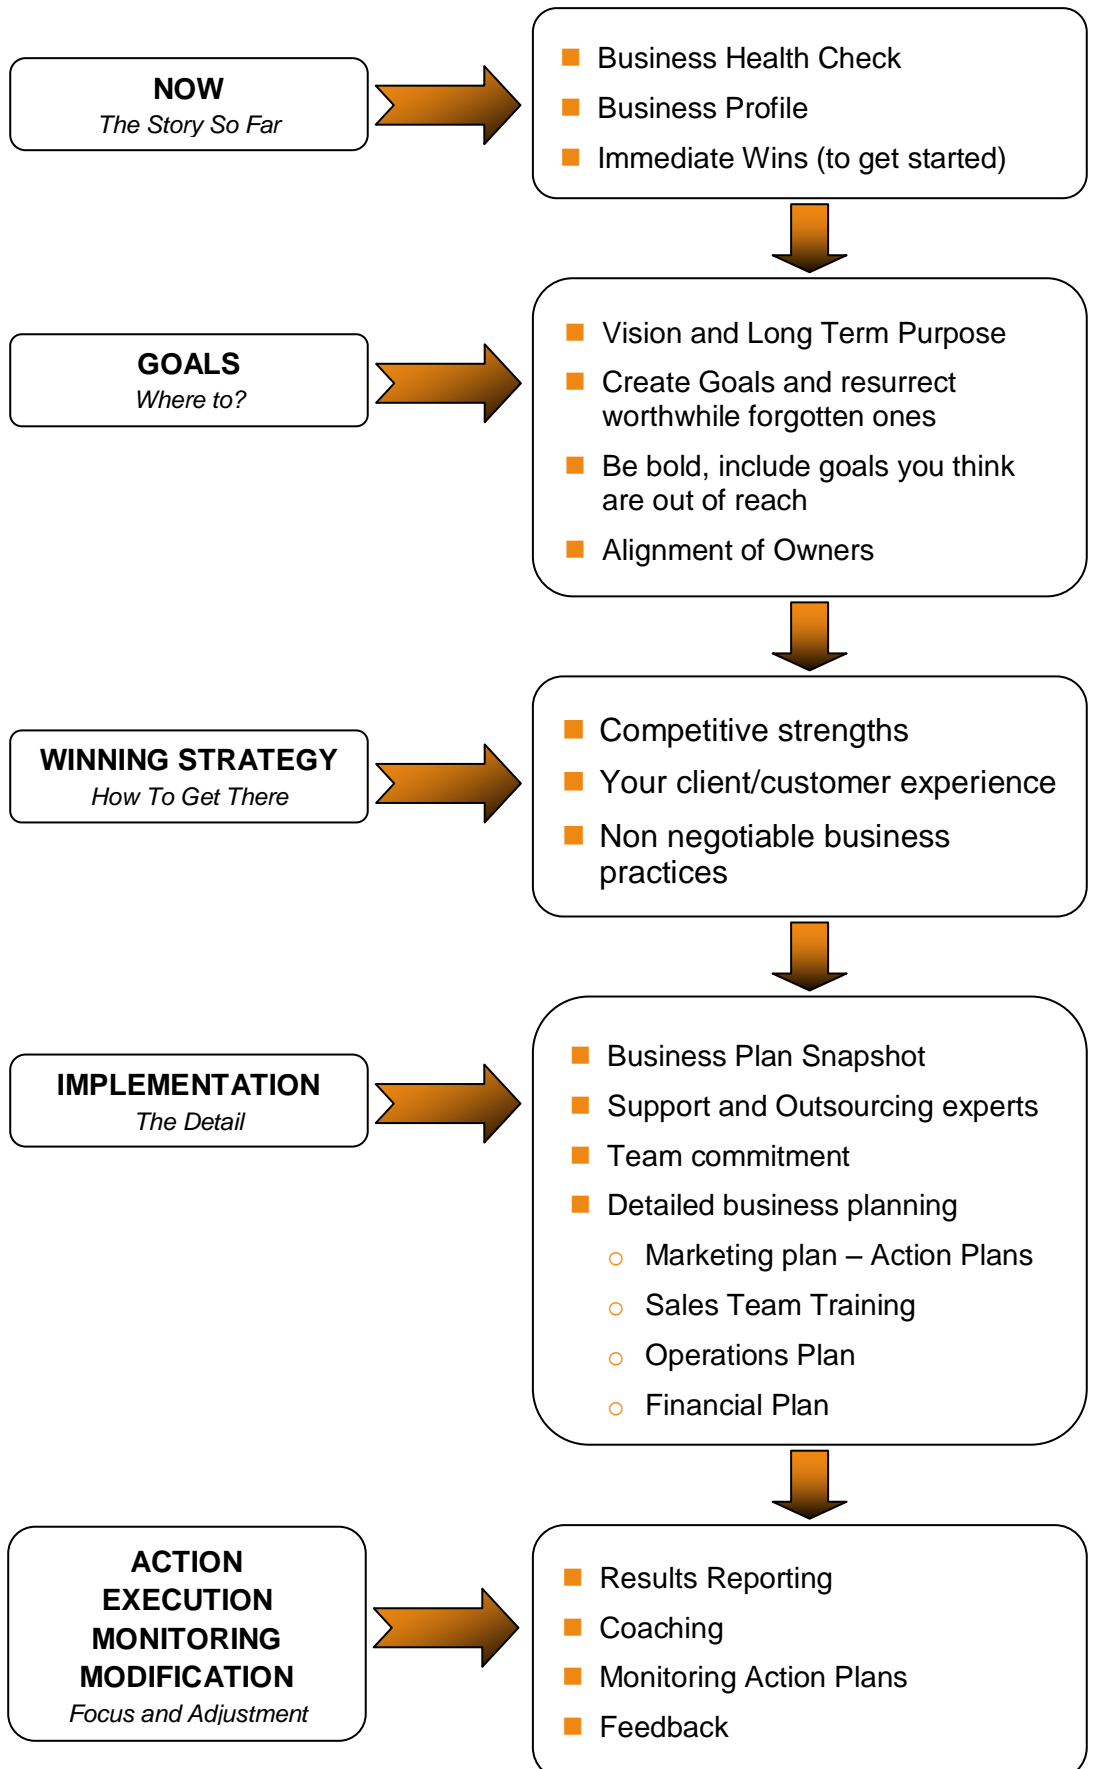 NOW
The Story So Far
Business Health Check
Business Profile
Immediate Wins (to get started)
GOALS
Where to?
Vision and Long Term Purpose
Create Goals and resurrect
worthwhile forgotten ones
Be bold, include goals you think
are out of reach
Alignment of Owners
WINNING STRATEGY
How To Get There
Competitive strengths
Your client/customer experience
Non negotiable business
practices
IMPLEMENTATION
The Detail
Business Plan Snapshot
Support and Outsourcing experts
Team commitment
Detailed business planning
Marketing plan – Action Plans
Sales Team Training
Operations Plan
Financial Plan
ACTION
EXECUTION
MONITORING
MODIFICATION
Focus and Adjustment
Results Reporting
Coaching
Monitoring Action Plans
Feedback